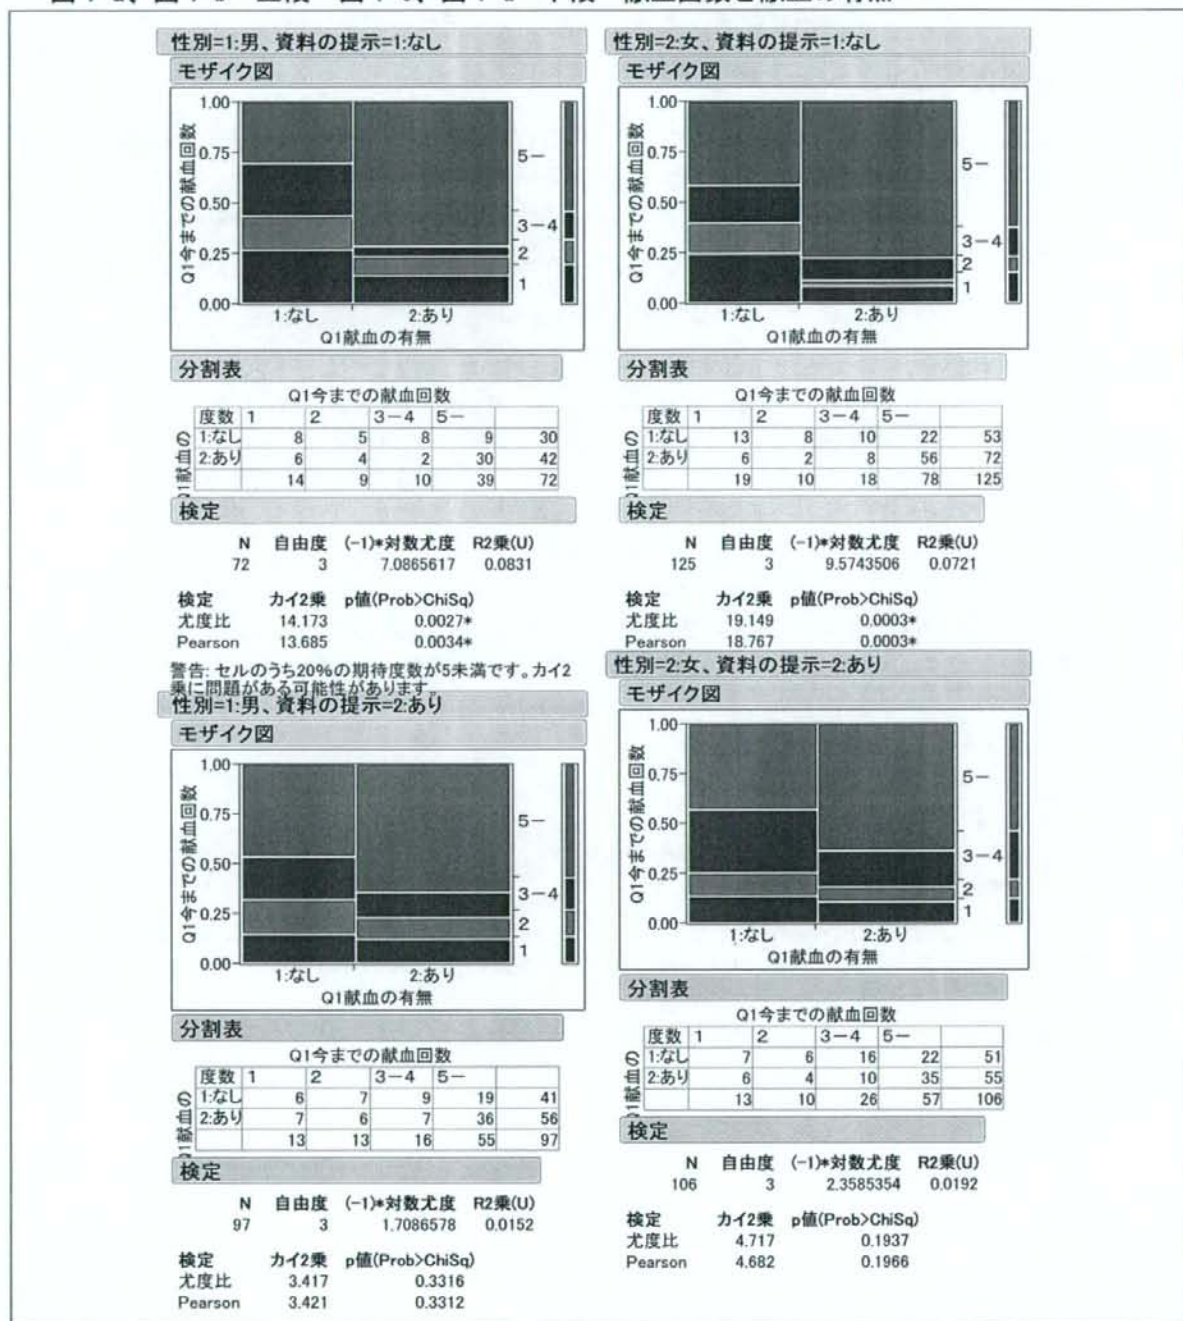 性別=1:男、資料の提示=1:なし
モザイク図
1.00
0.75
0.50
0.25
0.00
Q1今までの献血回数
5−
3−4
2
1
1:なし 2:あり
Q1献血の有無
分割表
Q1今までの献血回数
度数 1 2 3−4 5−
1:なし 8 5 8 9 30
2:あり 6 4 2 30 42
14 9 10 39 72
検定
N 自由度 (-1)*対数尤度 R2乗(U)
72 3 7.0865617 0.0831
検定 カイ2乗 p値(Prob>ChiSq)
尤度比 14.173 0.0027*
Pearson 13.685 0.0034*
警告: セルのうち20%の期待度数が5未満です。カイ2
乗に問題がある可能性があります。
性別=2:女、資料の提示=1:なし
モザイク図
1.00
0.75
0.50
0.25
0.00
Q1今までの献血回数
5−
3−4
2
1
1:なし 2:あり
Q1献血の有無
分割表
Q1今までの献血回数
度数 1 2 3−4 5−
1:なし 13 8 10 22 53
2:あり 6 2 8 56 72
19 10 18 78 125
検定
N 自由度 (-1)*対数尤度 R2乗(U)
125 3 9.5743506 0.0721
検定 カイ2乗 p値(Prob>ChiSq)
尤度比 19.149 0.0003*
Pearson 18.767 0.0003*
性別=1:男、資料の提示=2:あり
モザイク図
1.00
0.75
0.50
0.25
0.00
Q1今までの献血回数
5−
3−4
2
1
1:なし 2:あり
Q1献血の有無
分割表
Q1今までの献血回数
度数 1 2 3−4 5−
1:なし 6 7 9 19 41
2:あり 7 6 7 36 56
13 13 16 55 97
検定
N 自由度 (-1)*対数尤度 R2乗(U)
97 3 1.7086578 0.0152
検定 カイ2乗 p値(Prob>ChiSq)
尤度比 3.417 0.3316
Pearson 3.421 0.3312
性別=2:女、資料の提示=2:あり
モザイク図
1.00
0.75
0.50
0.25
0.00
Q1今までの献血回数
5−
3−4
2
1
1:なし 2:あり
Q1献血の有無
分割表
Q1今までの献血回数
度数 1 2 3−4 5−
1:なし 7 6 16 22 51
2:あり 6 4 10 35 55
13 10 26 57 106
検定
N 自由度 (-1)*対数尤度 R2乗(U)
106 3 2.3585354 0.0192
検定 カイ2乗 p値(Prob>ChiSq)
尤度比 4.717 0.1937
Pearson 4.682 0.1966